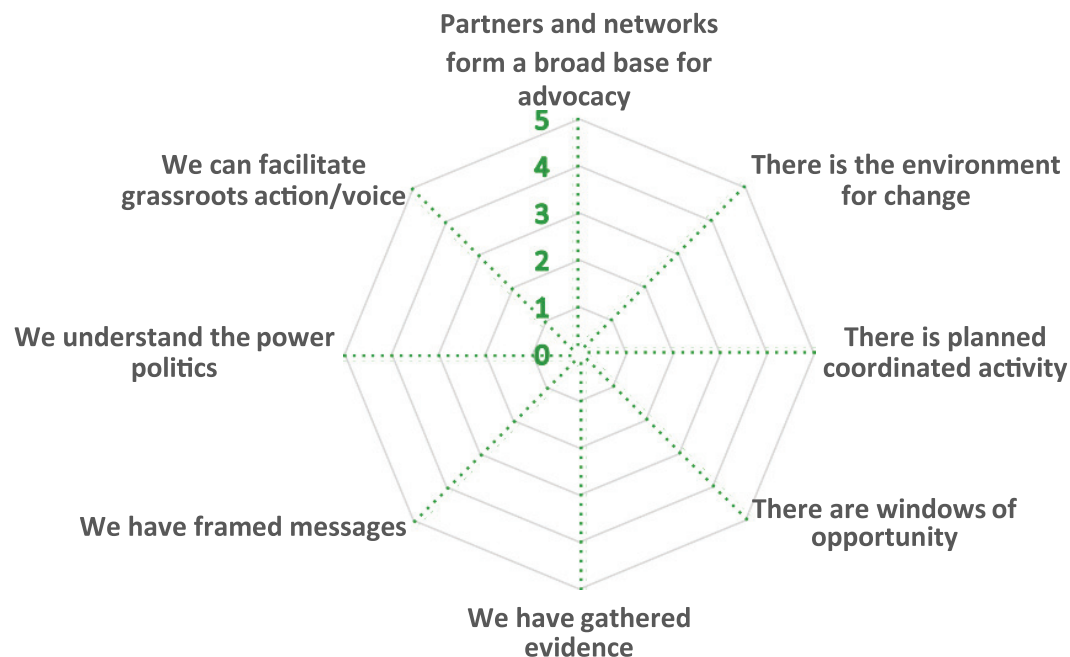 Partners and networks
form a broad base for
advocacy
5
We can facilitate
grassroots action/voice
4
There is the environment
for change
3
2
1
We understand the power
politics
0
There is planned
coordinated activity
We have framed messages
There are windows of
opportunity
We have gathered
evidence